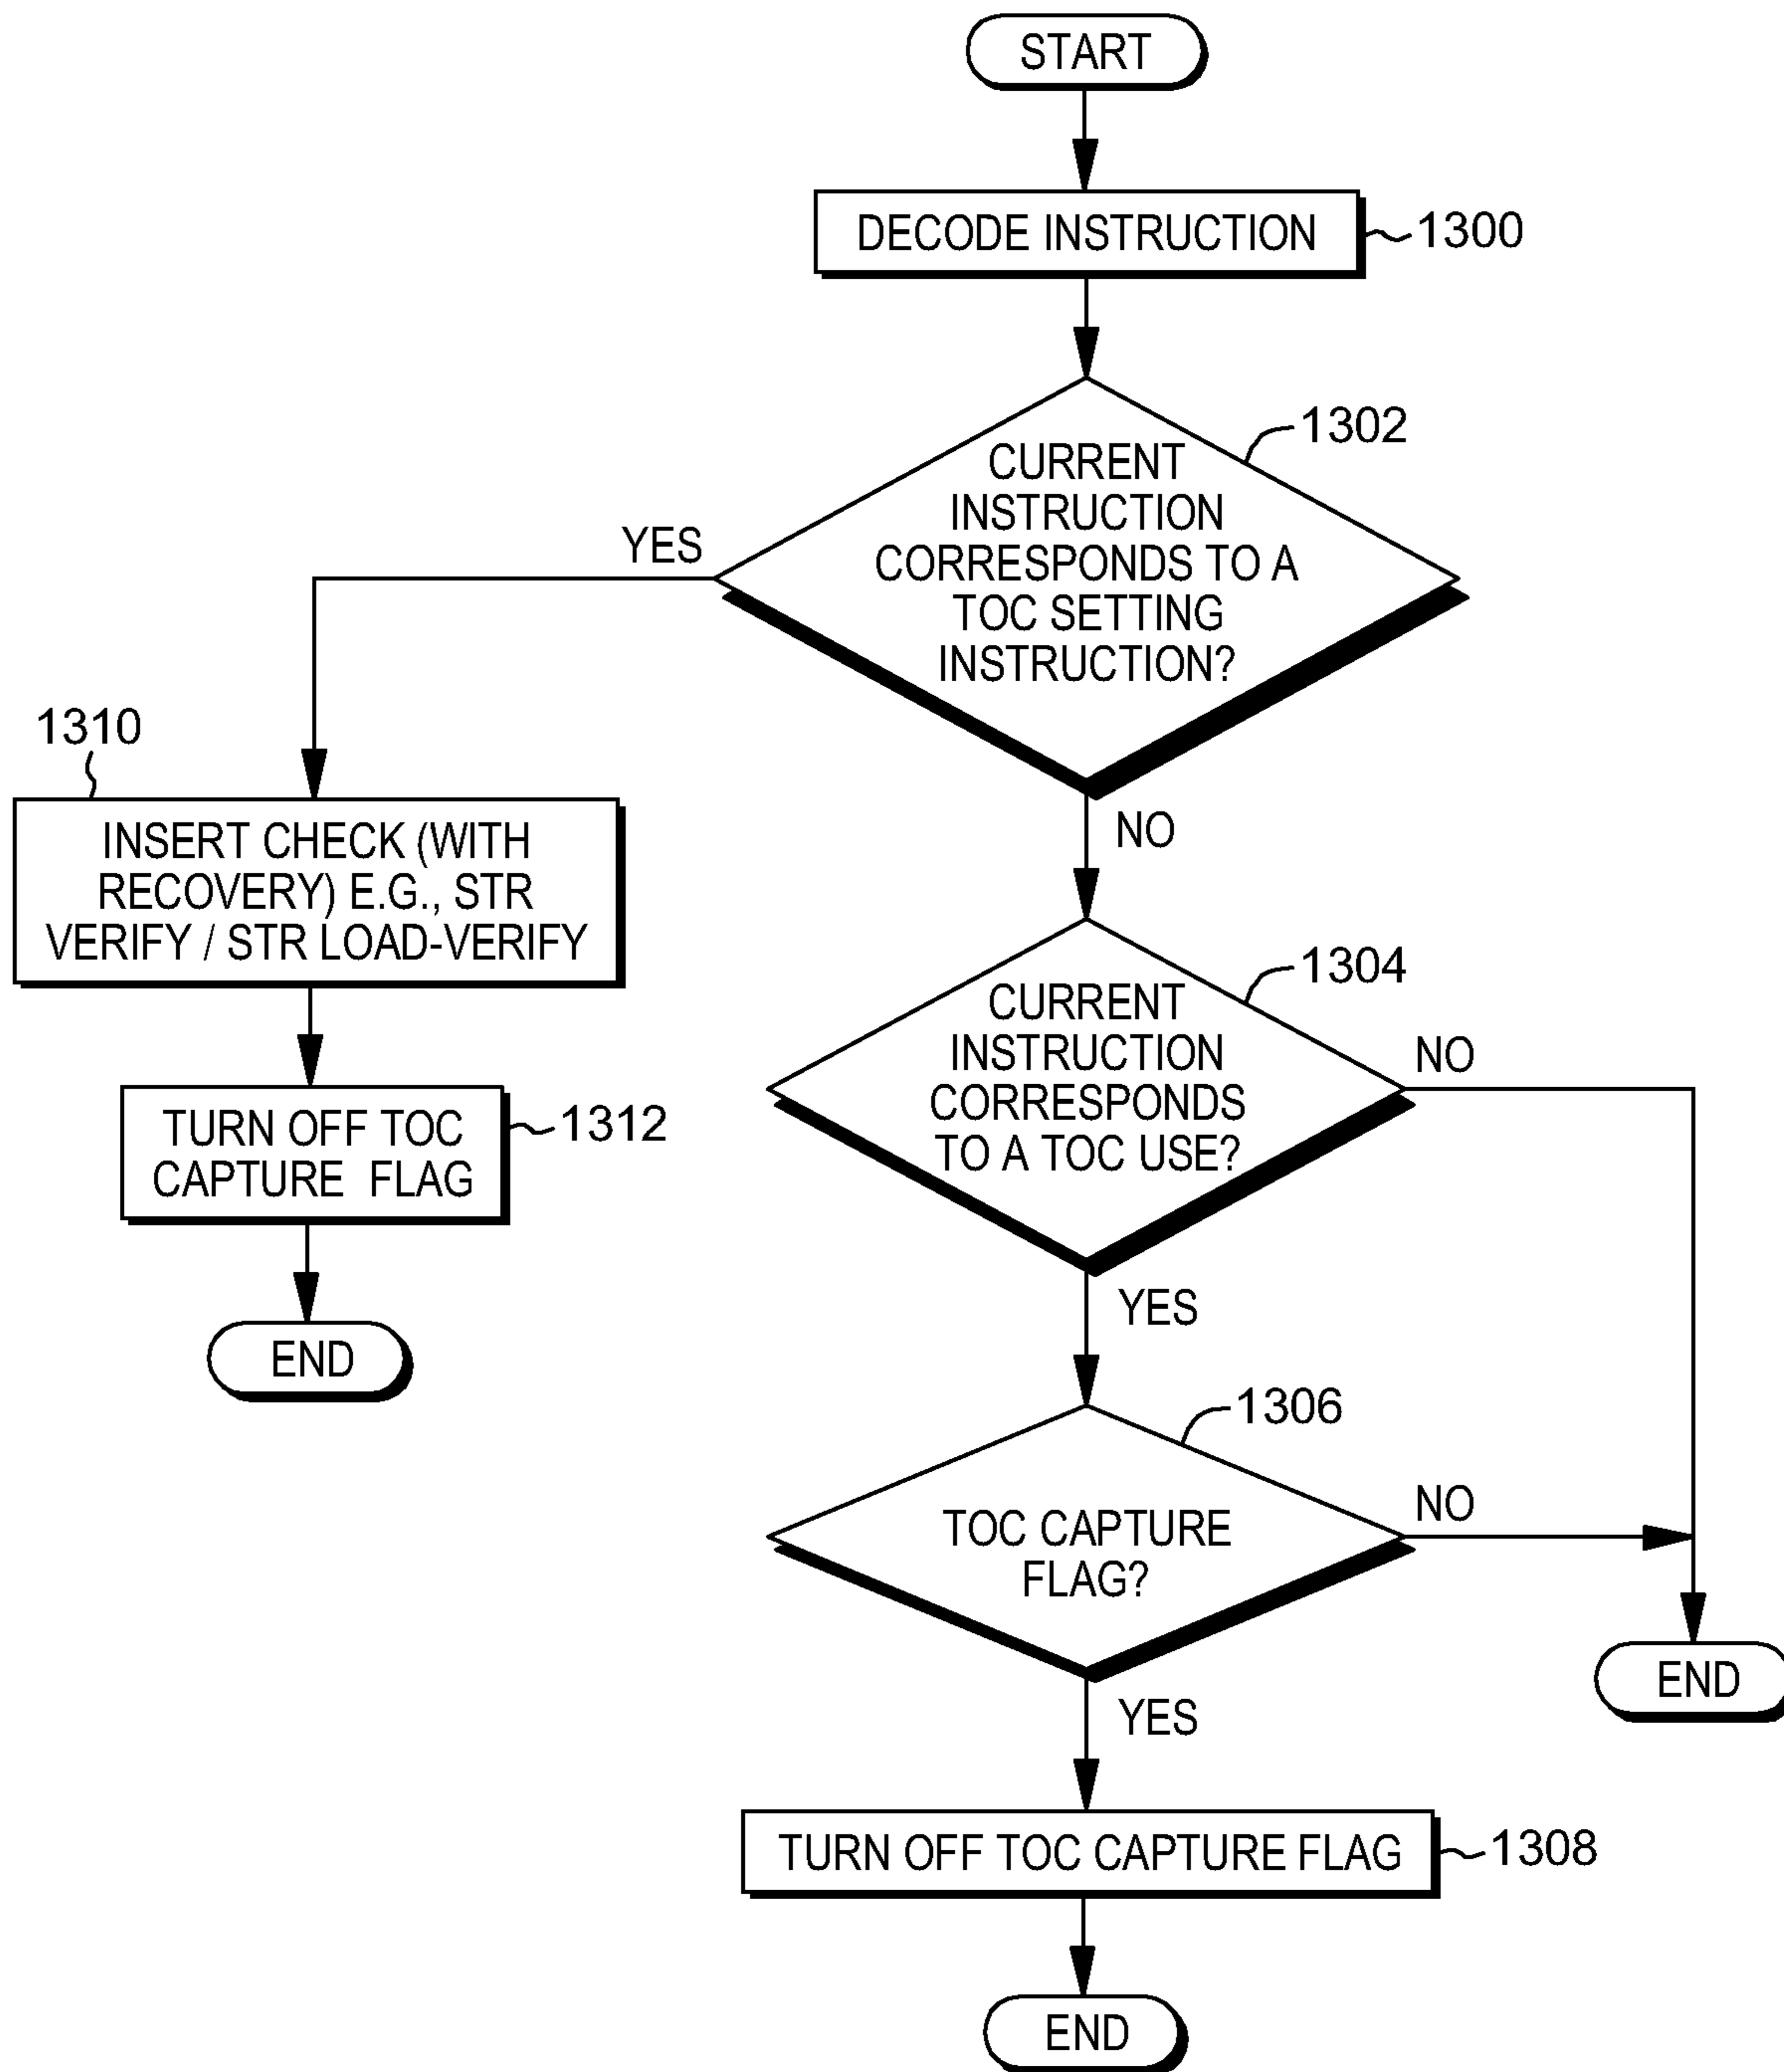 START
DECODE INSTRUCTION
1300
1302
CURRENT
INSTRUCTION
CORRESPONDS TO A
TOC SETTING
INSTRUCTION?
YES
NO
1310
INSERT CHECK (WITH
RECOVERY) E.G., STR
VERIFY / STR LOAD-VERIFY
TURN OFF TOC
CAPTURE FLAG
1312
END
1304
CURRENT
INSTRUCTION
CORRESPONDS
TO A TOC USE?
NO
YES
1306
TOC CAPTURE
FLAG?
NO
END
YES
TURN OFF TOC CAPTURE FLAG
1308
END